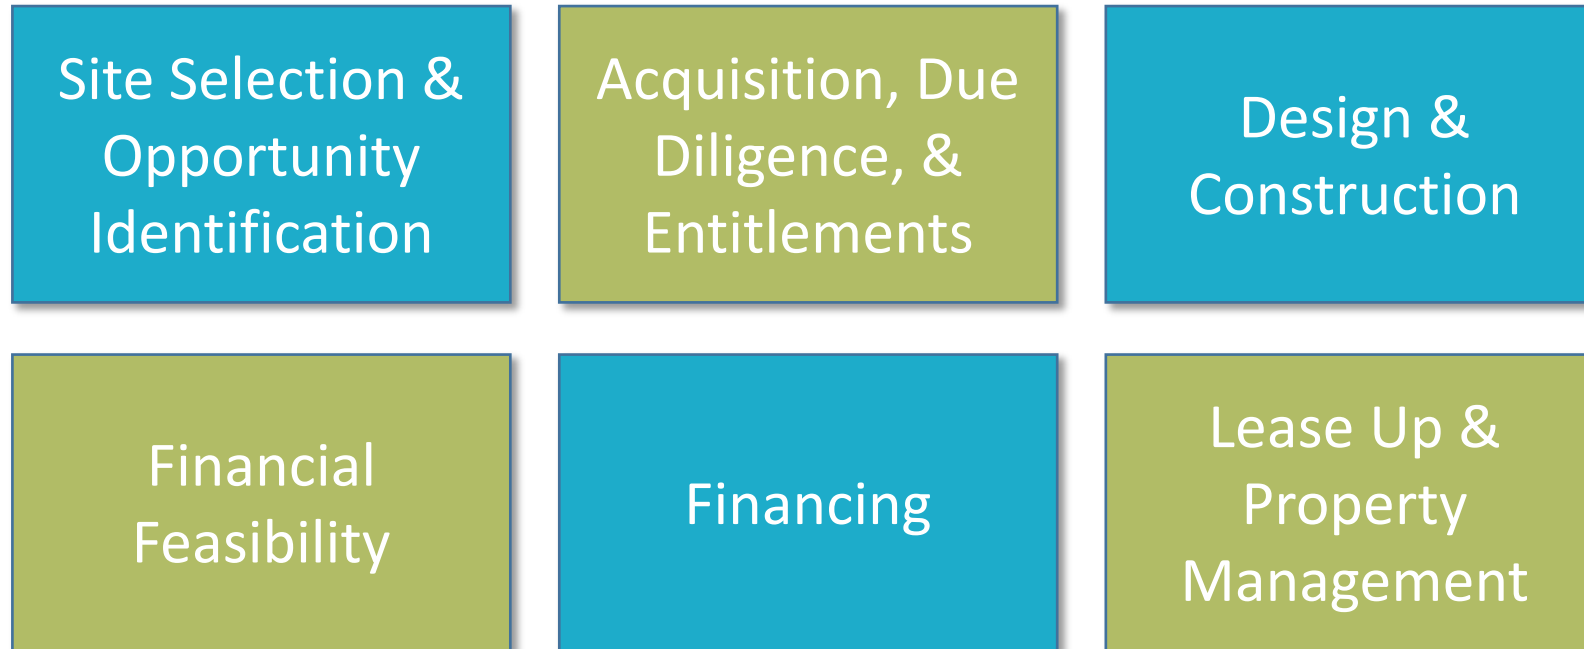 Site Selection &
Opportunity
Identification
Acquisition, Due
Diligence, &
Entitlements
Design &
Construction
Financial
Feasibility
Financing
Lease Up &
Property
Management